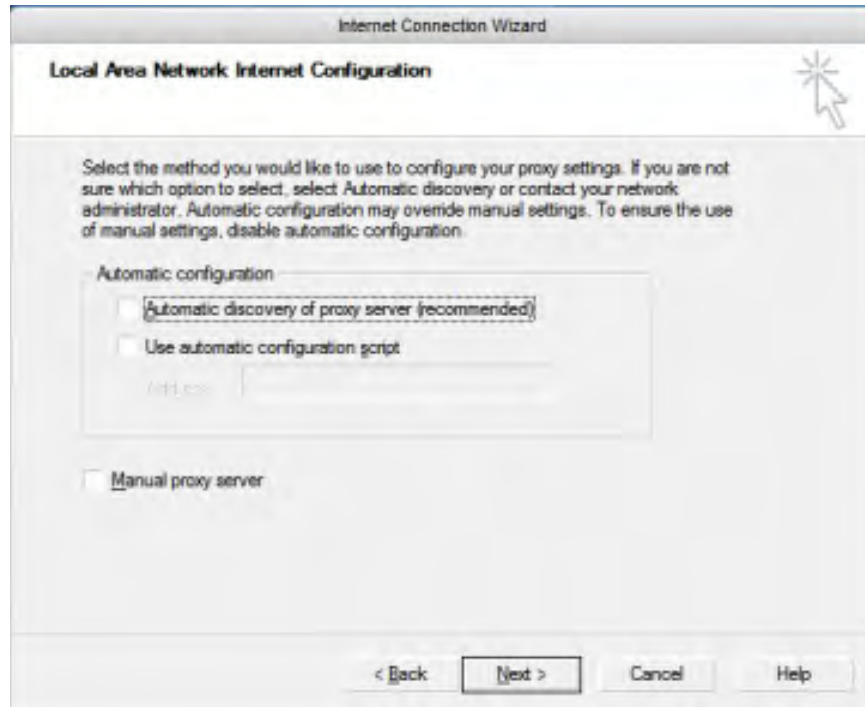 Internet Connection Wizard
Local Area Network Internet Configuration
Select the method you would like to use to configure your proxy settings. If you are not
sure which option to select, select Automatic discovery or contact your network
administrator. Automatic configuration may override manual settings. To ensure the use
of manual settings, disable automatic configuration.
Automatic configuration
Automatic discovery of proxy server (recommended)
Use automatic configuration script
Address
Manual proxy server
< Back Next > Cancel Help